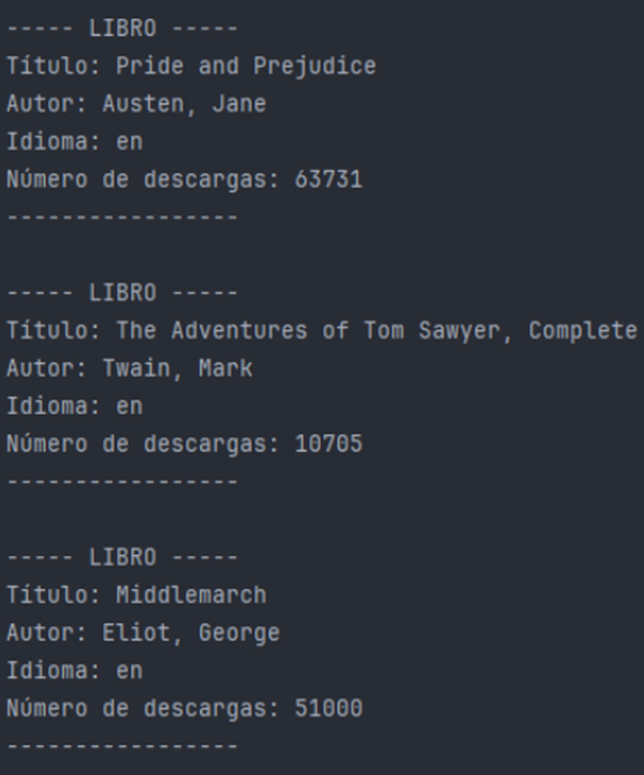 ----- LIBRO -----
Título: Pride and Prejudice
Autor: Austen, Jane
Idioma: en
Número de descargas: 63731
-----------------
----- LIBRO -----
Título: The Adventures of Tom Sawyer, Complete
Autor: Twain, Mark
Idioma: en
Número de descargas: 10705
-----------------
----- LIBRO -----
Título: Middlemarch
Autor: Eliot, George
Idioma: en
Número de descargas: 51000
-----------------